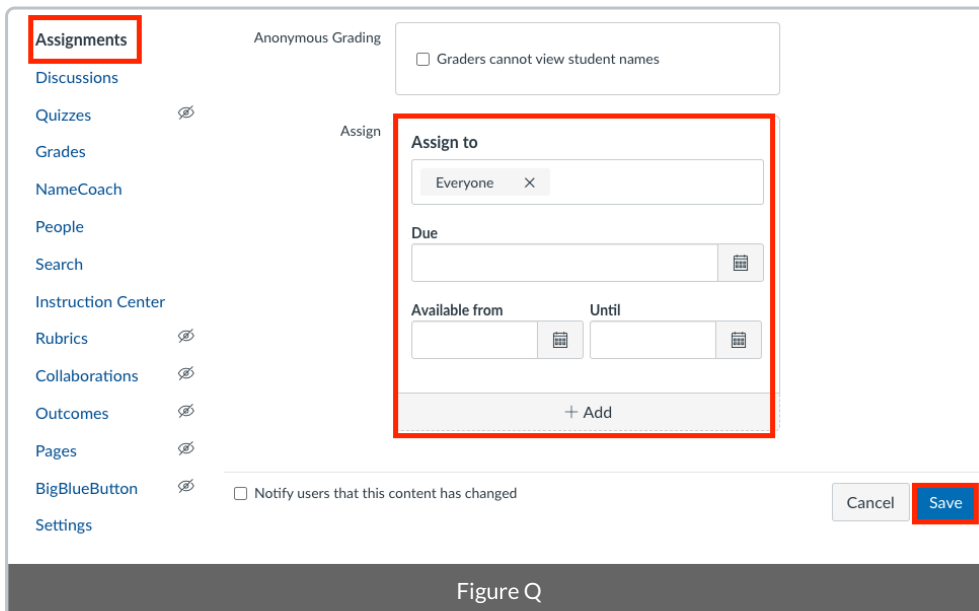 Assignments
Discussions
Quizzes
Grades
NameCoach
People
Search
Instruction Center
Rubrics
Collaborations
Outcomes
Pages
BigBlueButton
Settings
Anonymous Grading
Graders cannot view student names
Assign
Assign to
Everyone
Due
Available from
Until
+ Add
Notify users that this content has changed
Cancel
Save
Figure Q